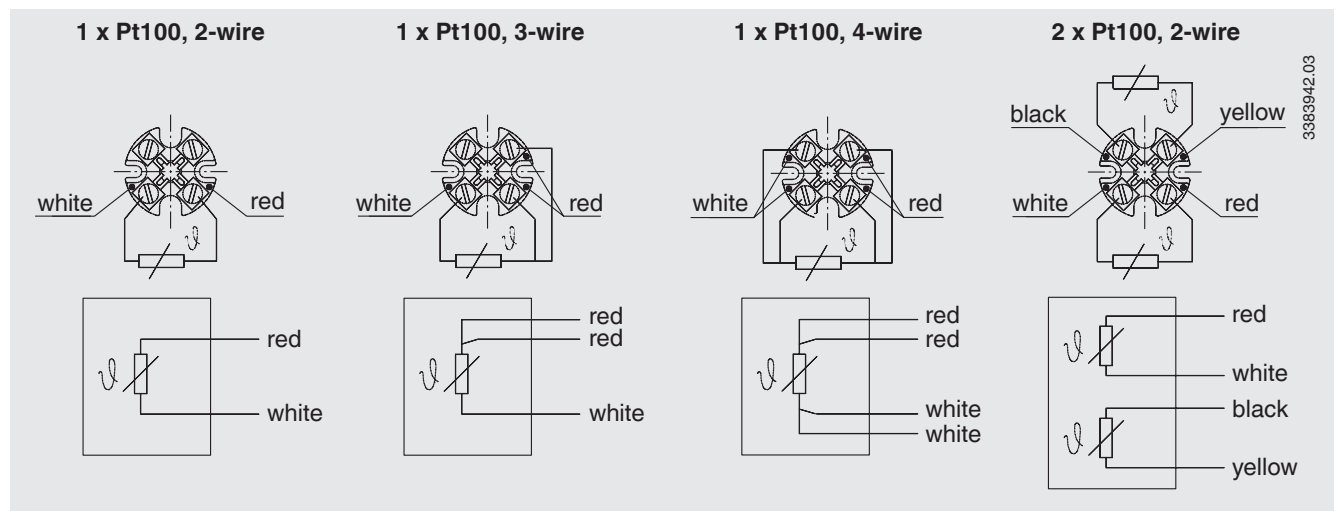 1 x Pt100, 2-wire
1 x Pt100, 3-wire
1 x Pt100, 4-wire
2 x Pt100, 2-wire
3383942.03
white
red
ϑ
white
red
ϑ
white
red
ϑ
ϑ
black
yellow
white
red
ϑ
ϑ
red
white
ϑ
red
red
white
ϑ
red
red
white
white
ϑ
red
white
ϑ
black
yellow